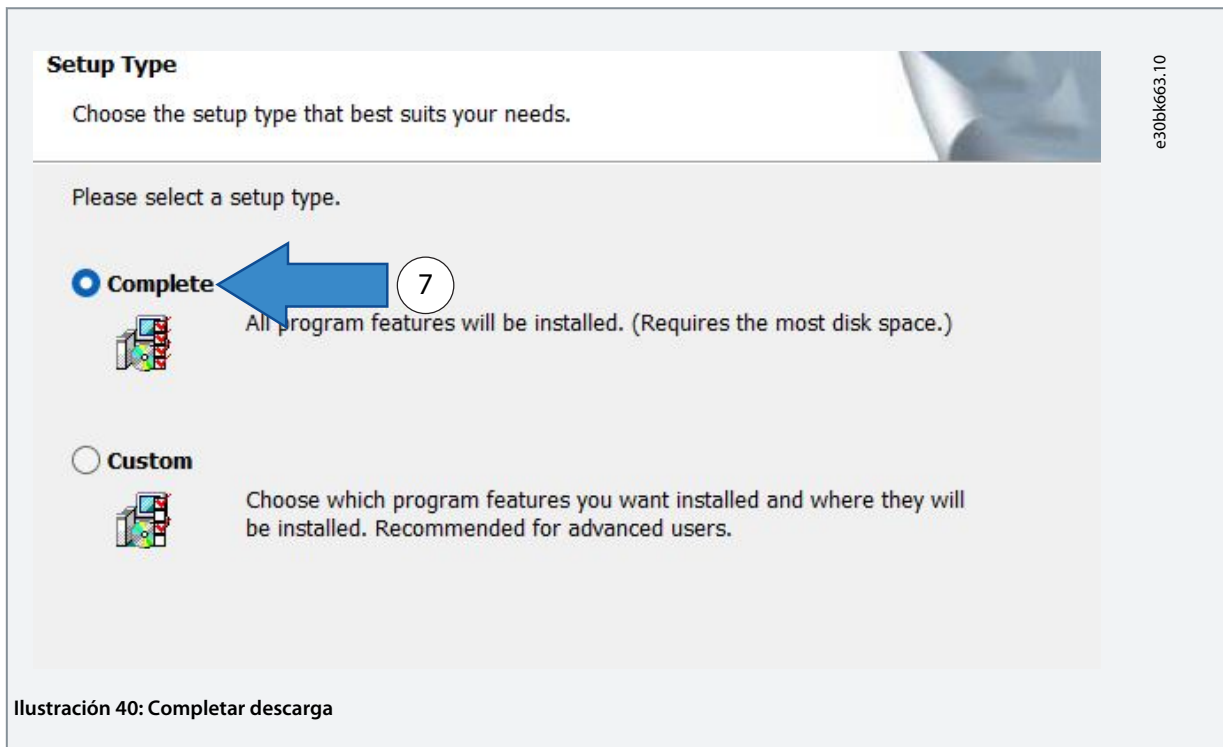 Setup Type
Choose the setup type that best suits your needs.
e30bk663.10
Please select a setup type.
Complete
7
All program features will be installed. (Requires the most disk space.)
Custom
Choose which program features you want installed and where they will
be installed. Recommended for advanced users.
Ilustración 40: Completar descarga